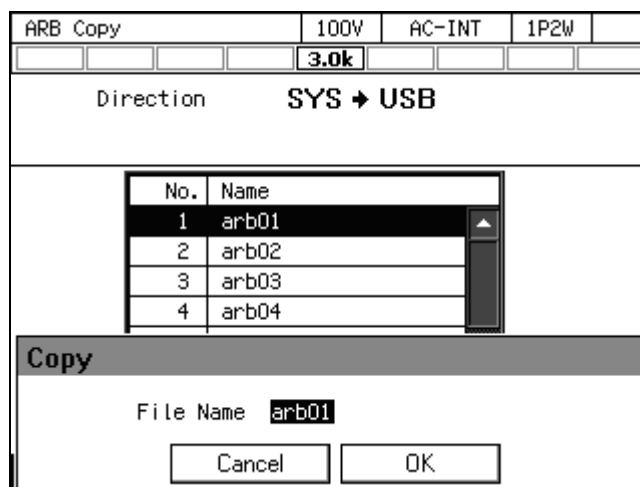 ARB Copy 100V AC-INT 1P2W
3.0k
Direction SYS → USB
No. Name
1 arb01
2 arb02
3 arb03
4 arb04
Copy
File Name arb01
Cancel OK